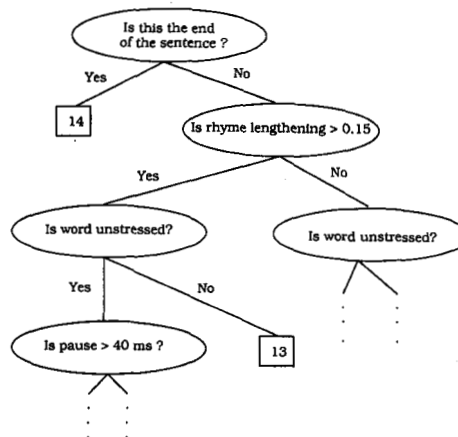 Is this the end
of the sentence ?
Yes
No
14
Is rhyme lengthening > 0.15
Yes
No
Is word unstressed?
Is word unstressed?
Yes
No
Is pause > 40 ms ?
13